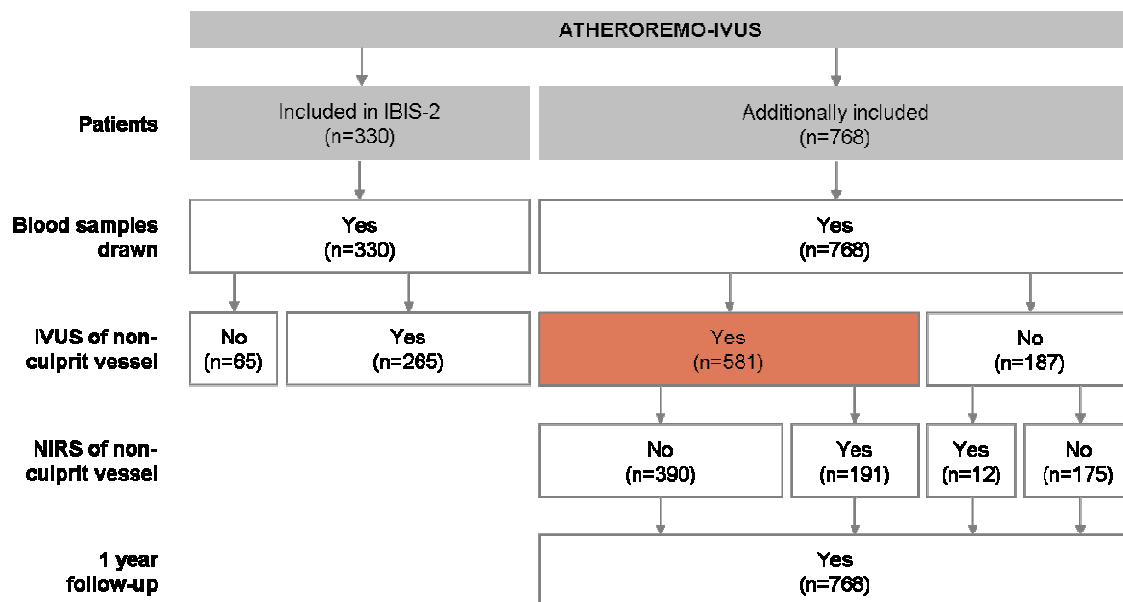 ATHEROREMO-IVUS
Patients
Included in IBIS-2
(n=330)
Additionally included
(n=768)
Blood samples
drawn
Yes
(n=330)
Yes
(n=768)
IVUS of non-
culprit vessel
No
(n=65)
Yes
(n=265)
Yes
(n=581)
No
(n=187)
NIRS of non-
culprit vessel
No
(n=390)
Yes
(n=191)
Yes
(n=12)
No
(n=175)
1 year
follow-up
Yes
(n=768)